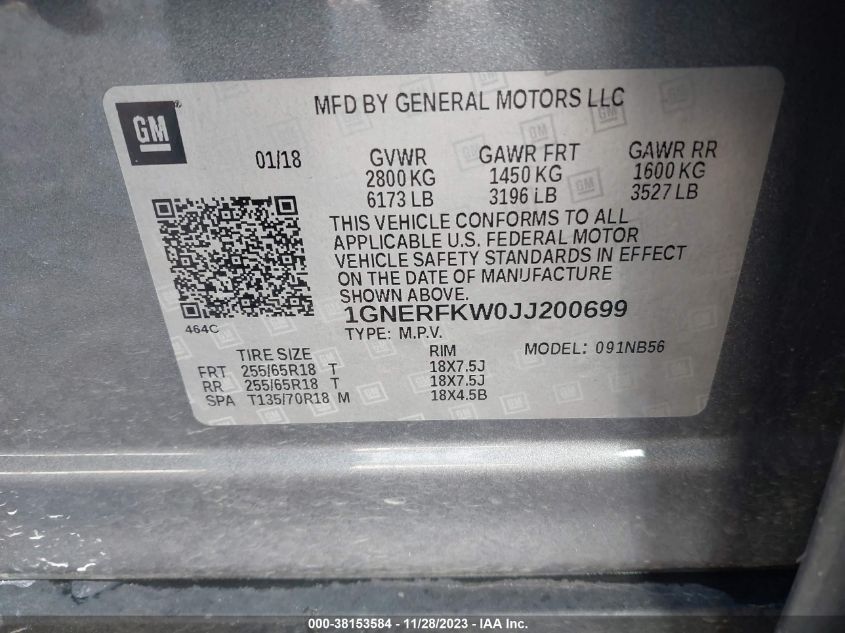 MFD BY GENERAL MOTORS LLC
GM
01/18
GVWR GAWR FRT GAWR RR
2800 KG 1450 KG 1600 KG
6173 LB 3196 LB 3527 LB
THIS VEHICLE CONFORMS TO ALL
APPLICABLE U.S. FEDERAL MOTOR
VEHICLE SAFETY STANDARDS IN EFFECT
ON THE DATE OF MANUFACTURE
SHOWN ABOVE.
464C
1GNERFKW0JJ200699
TYPE: M.P.V.
TIRE SIZE RIM MODEL: 091NB56
FRT 255/65R18 T 18X7.5J
RR 255/65R18 T 18X7.5J
SPA T135/70R18 M 18X4.5B
000-38153584 - 11/28/2023 - IAA Inc.